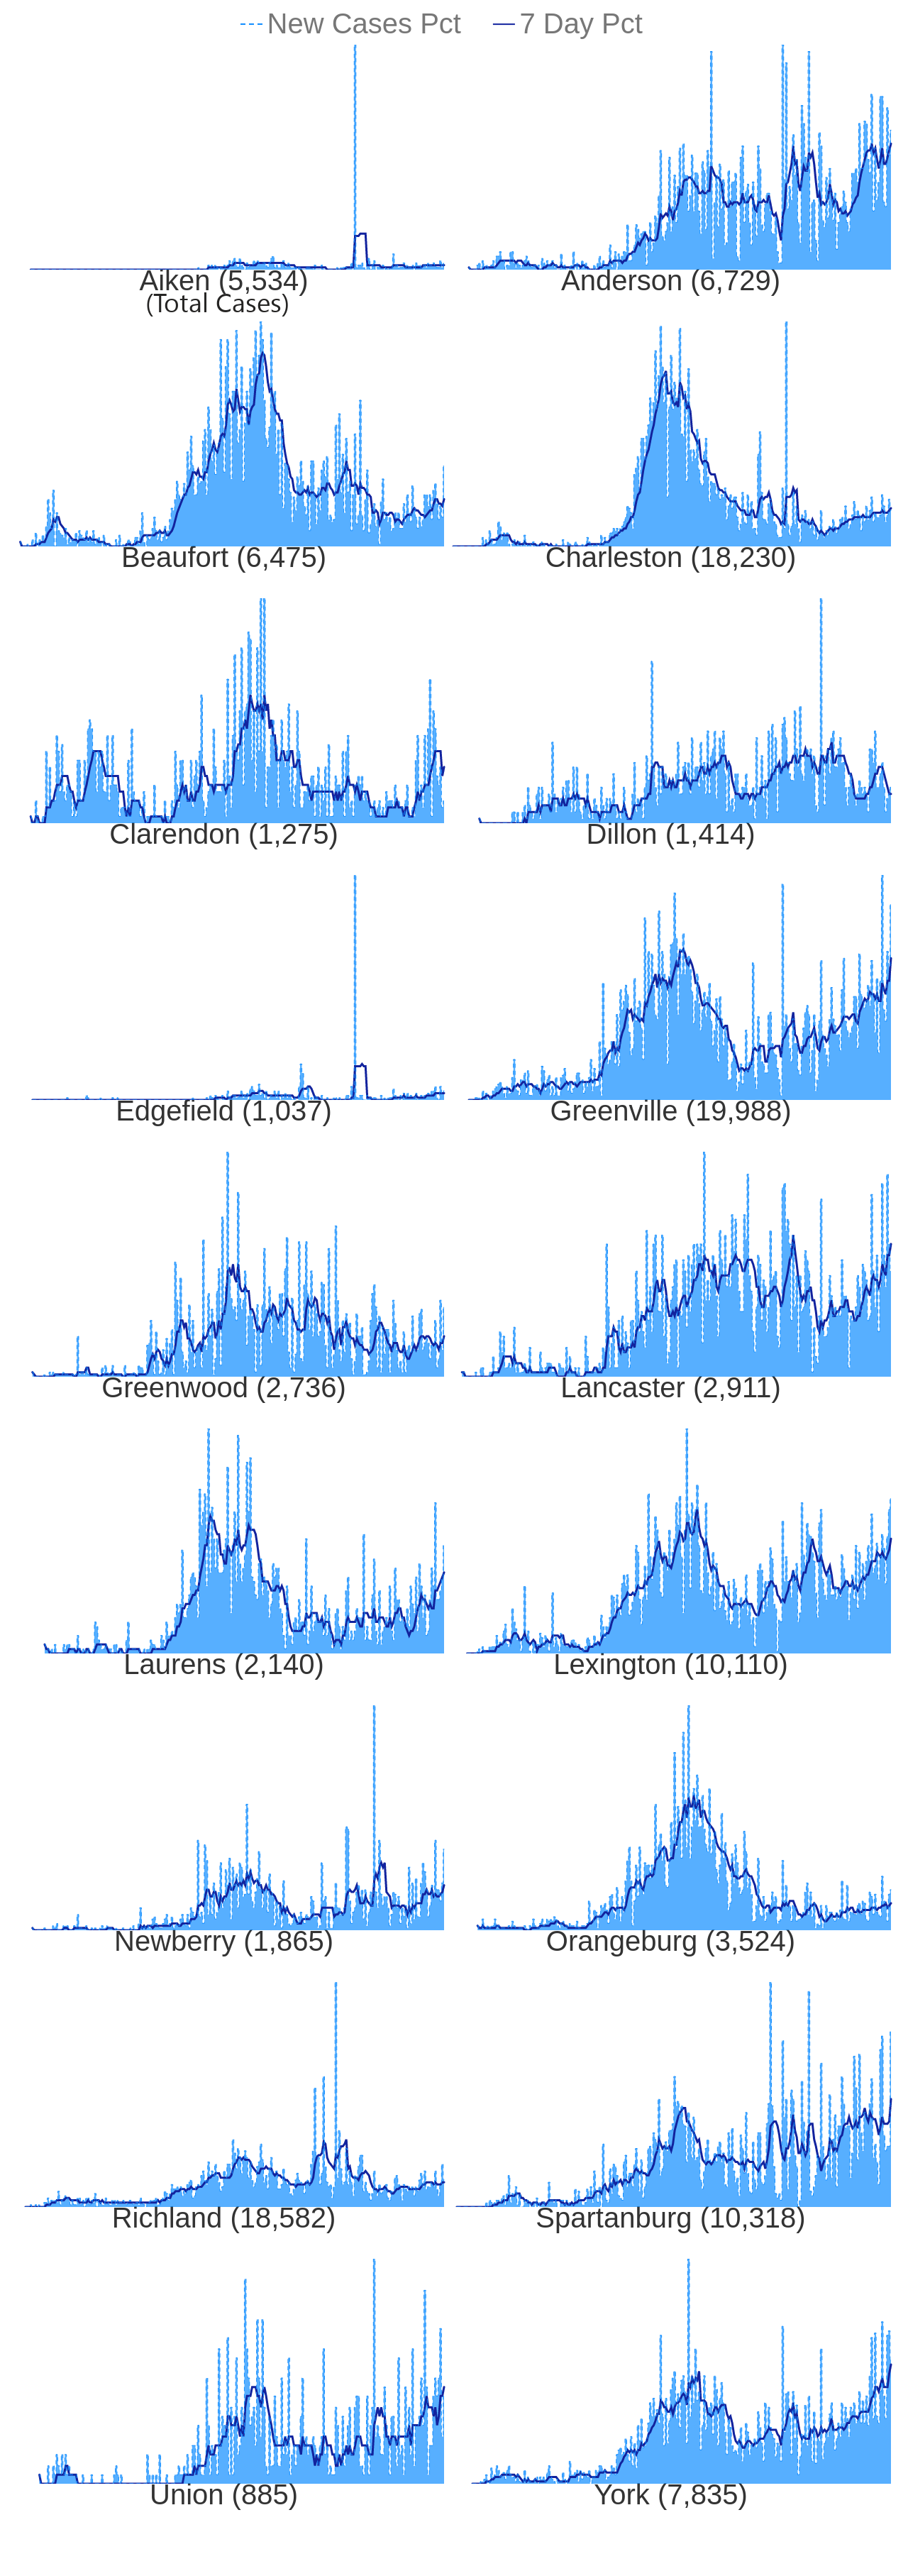 New Cases Pct 7 Day Pct
Aiken (5,534) Anderson (6,729)
(Total Cases)
Beaufort (6,475) Charleston (18,230)
Clarendon (1,275) Dillon (1,414)
Edgefield (1,037) Greenville (19,988)
Greenwood (2,736) Lancaster (2,911)
Laurens (2,140) Lexington (10,110)
Newberry (1,865) Orangeburg (3,524)
Richland (18,582) Spartanburg (10,318)
Union (885) York (7,835)